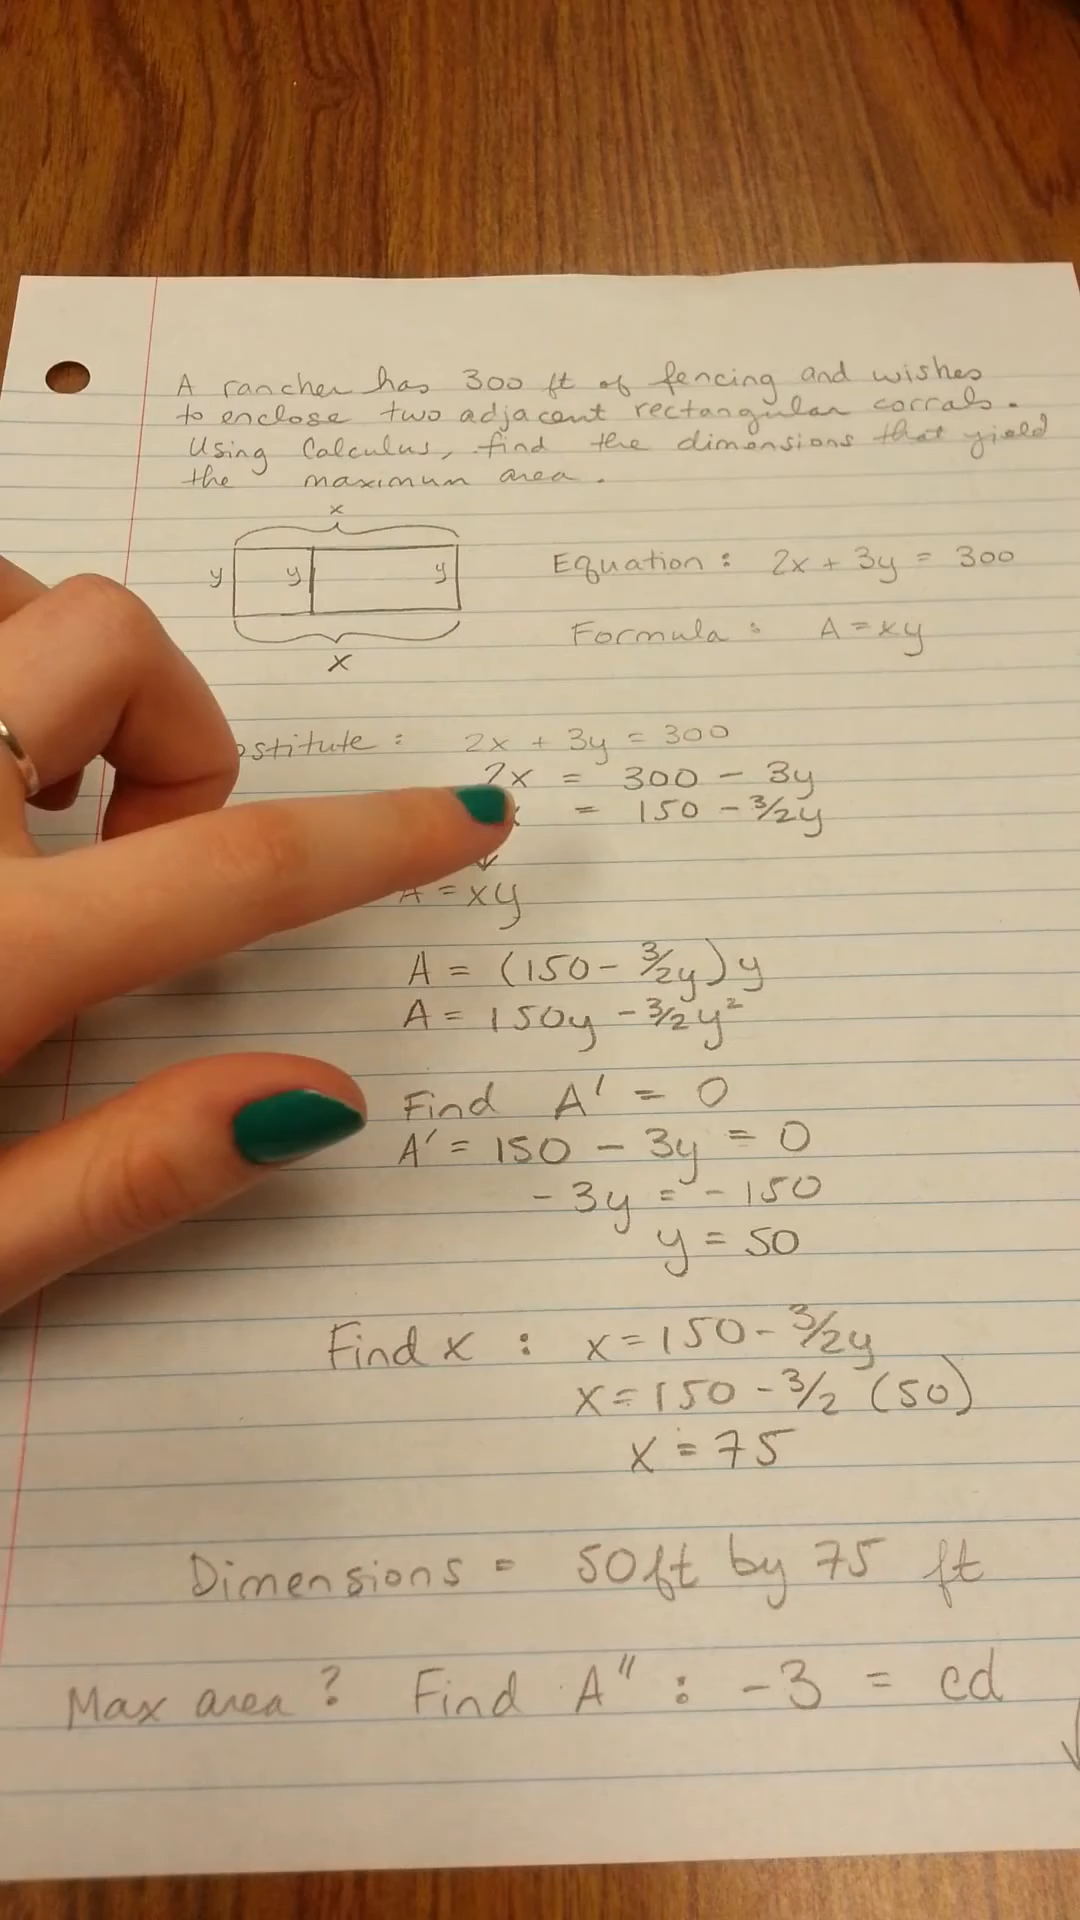 A rancher has 300 ft of fencing and wishes
to enclose two adjacent rectangular corrals.
Using Calculus, find the dimensions that yield
the maximum area.
x
y y y
x
Equation: 2x + 3y = 300
Formula: A = xy
ostitute: 2x + 3y = 300
2x = 300 - 3y
= 150 - 3/2y
A = xy
A = (150 - 3/2y)y
A = 150y - 3/2y²
Find A' = 0
A' = 150 - 3y = 0
-3y = -150
y = 50
Find x: x = 150 - 3/2y
x = 150 - 3/2 (50)
x = 75
Dimensions = 50ft by 75 ft
Max area? Find A'': -3 = cd